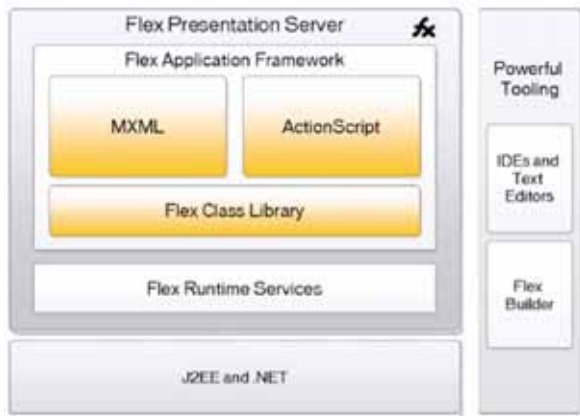 Flex Presentation Server
fx
Flex Application Framework
MXML
ActionScript
Flex Class Library
Flex Runtime Services
J2EE and .NET
Powerful
Tooling
IDEs and
Text
Editors
Flex
Builder